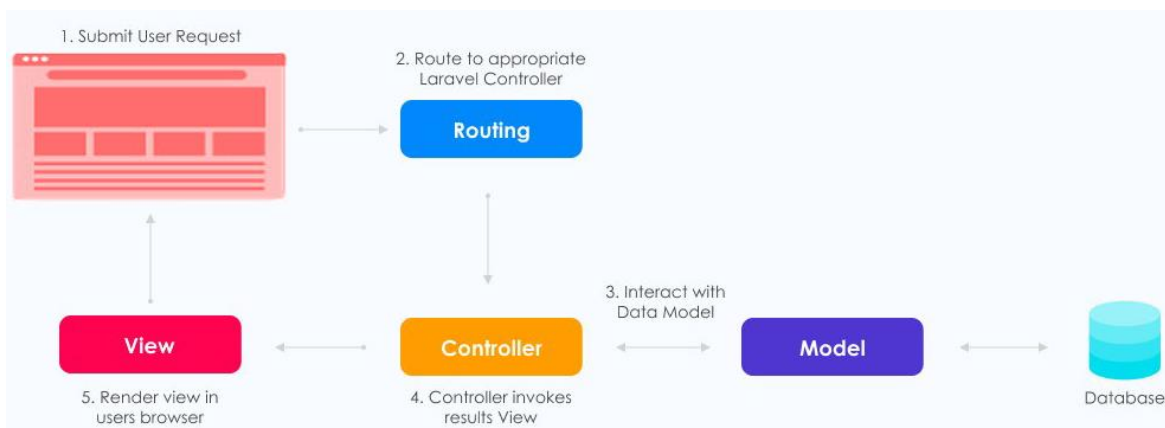 1. Submit User Request
2. Route to appropriate
Laravel Controller
Routing
3. Interact with
Data Model
View
Controller
Model
5. Render view in
users browser
4. Controller invokes
results View
Database